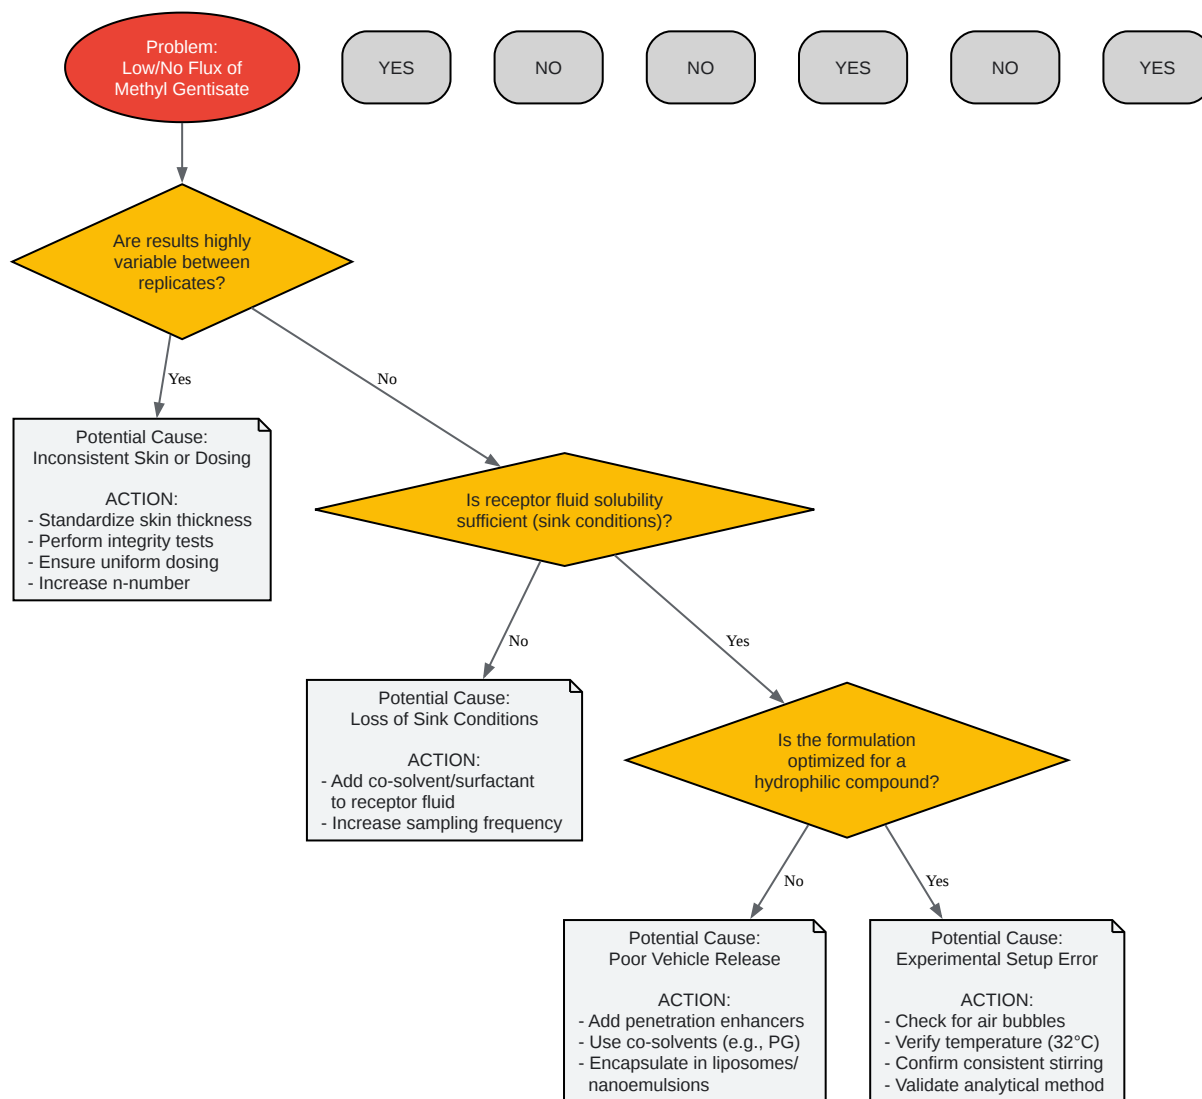 Problem:
Low/No Flux of
Methyl Gentisate
YES
NO
NO
YES
NO
YES
Are results highly
variable between
replicates?
Yes
No
Potential Cause:
Inconsistent Skin or Dosing
ACTION:
- Standardize skin thickness
- Perform integrity tests
- Ensure uniform dosing
- Increase n-number
Is receptor fluid solubility
sufficient (sink conditions)?
No
Yes
Potential Cause:
Loss of Sink Conditions
ACTION:
- Add co-solvent/surfactant
to receptor fluid
- Increase sampling frequency
Is the formulation
optimized for a
hydrophilic compound?
No
Yes
Potential Cause:
Poor Vehicle Release
ACTION:
- Add penetration enhancers
- Use co-solvents (e.g., PG)
- Encapsulate in liposomes/
nanoemulsions
Potential Cause:
Experimental Setup Error
ACTION:
- Check for air bubbles
- Verify temperature (32°C)
- Confirm consistent stirring
- Validate analytical method